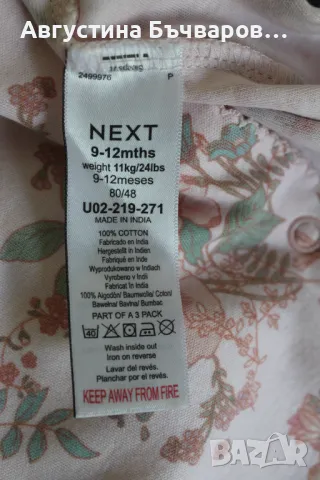 Августина Бъчваров...
2499976 P
NEXT
9-12mths
weight 11kg/24lbs
9-12meses
80/48
U02-219-271
MADE IN INDIA
100% COTTON
Fabricado en India
Hergestellt in Indien
Fabriqué en Inde
Wyprodukowano w Indiach
Vyrobeno v Indii
Fabricat în India
100% Algodón/ Baumwolle/ Coton/
Bawełna/ Bavlna/ Bumbac
PART OF A 3 PACK
40
Wash inside out
Iron on reverse
Lavar del revés.
Planchar por el revés.
KEEP AWAY FROM FIRE
BAZAR